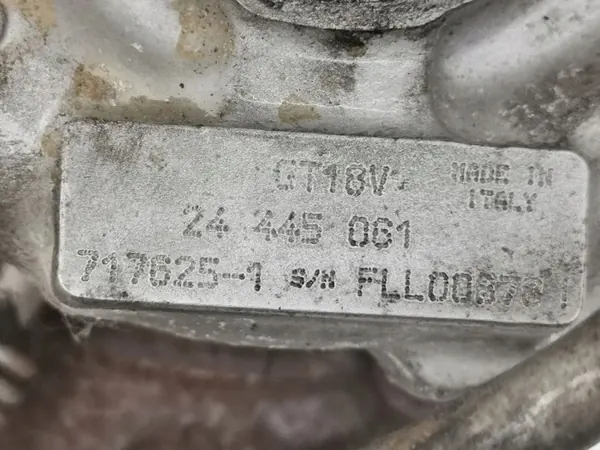 GT18V
MADE IN
ITALY
24 445 061
717625-1 S/N